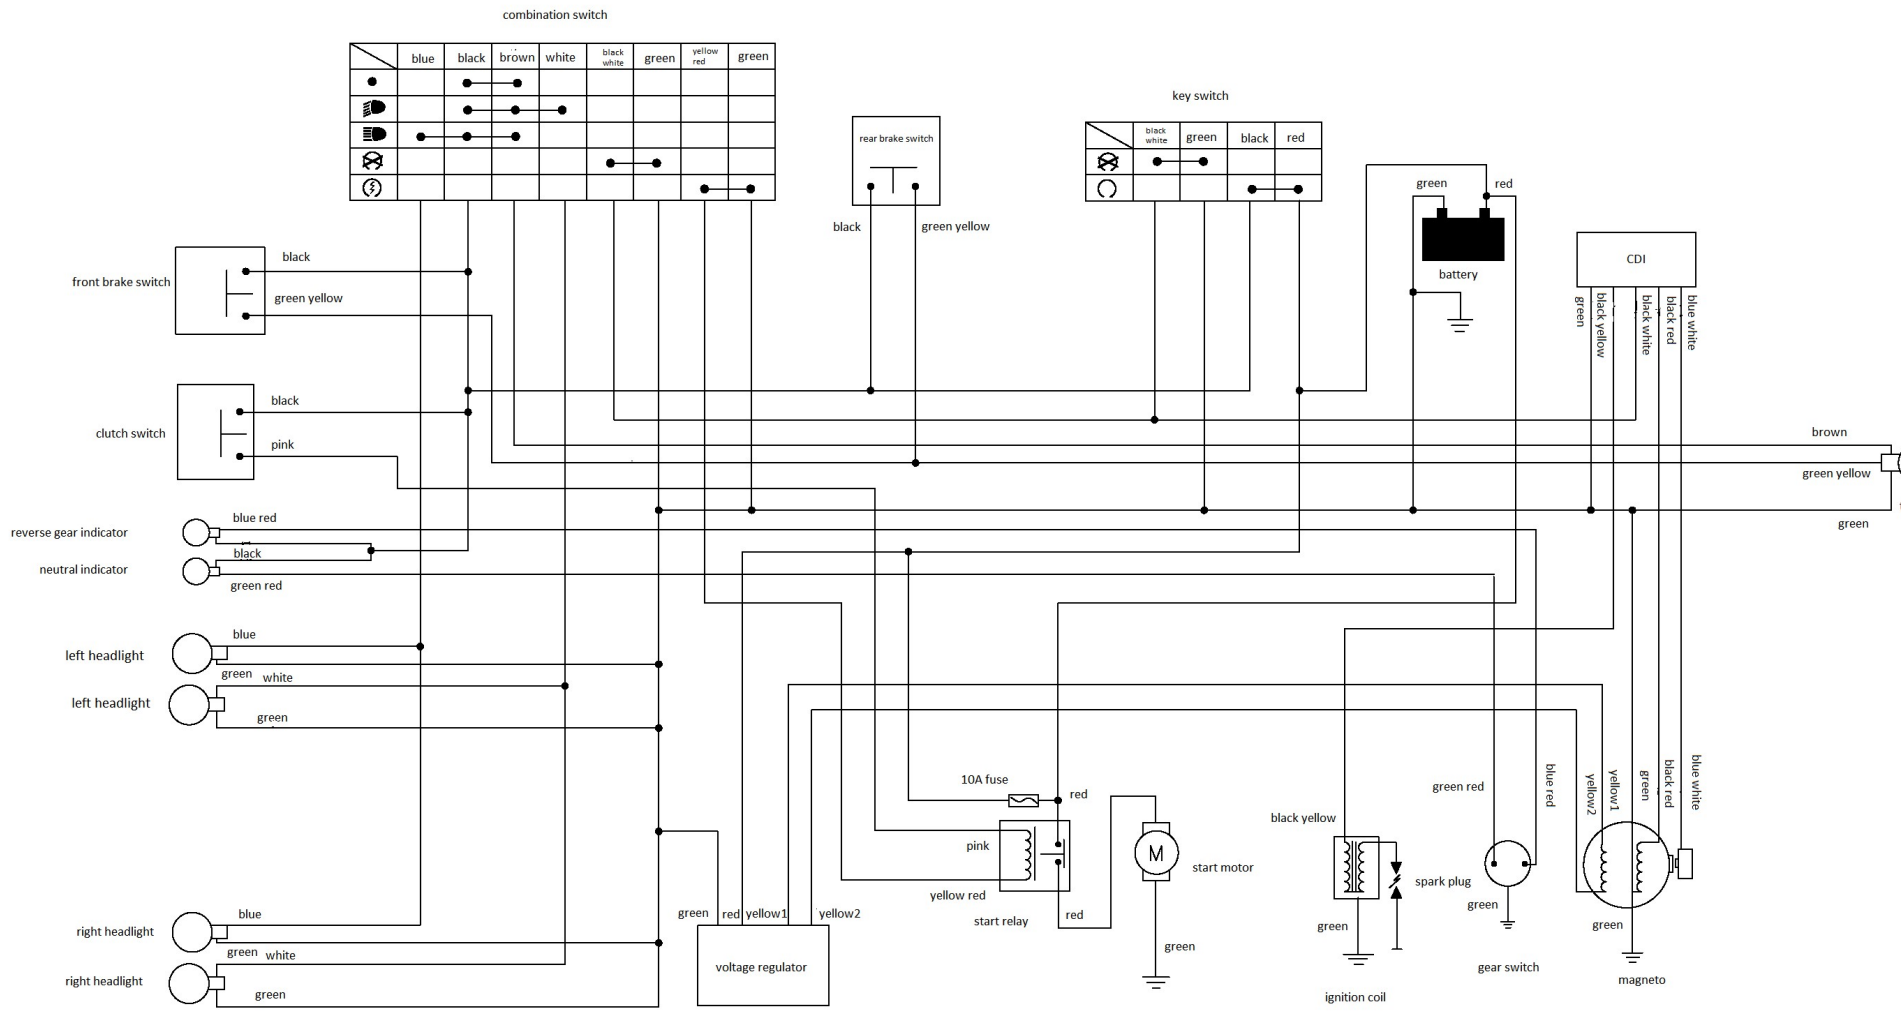 combination switch
blue
black
brown
white
black
white
green
yellow
red
green
key switch
black
white
green
black
red
rear brake switch
black
green yellow
green
red
battery
CDI
green
black yellow
black white
black red
blue white
front brake switch
black
green yellow
clutch switch
black
pink
brown
green yellow
green
reverse gear indicator
blue red
black
neutral indicator
green red
left headlight
blue
green
left headlight
white
green
10A fuse
red
pink
yellow red
start relay
red
start motor
M
green
black yellow
green
ignition coil
spark plug
green red
blue red
green
gear switch
yellow2
yellow1
green
black red
blue white
green
magneto
green
red
yellow1
yellow2
voltage regulator
right headlight
blue
green
right headlight
white
green